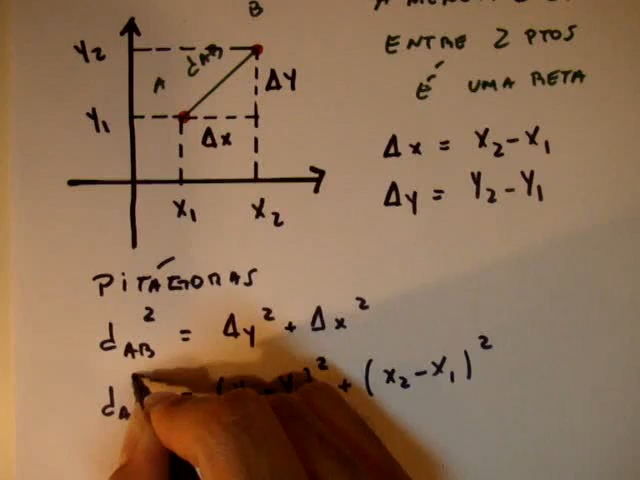 B
Y2
dAB
A
ΔY
Y1
Δx
X1
X2
ENTRE 2 PTOS
É UMA RETA
Δx = X2-X1
ΔY = Y2-Y1
PITÁGORAS
dAB² = Δy² + Δx²
+ (X2-X1)²